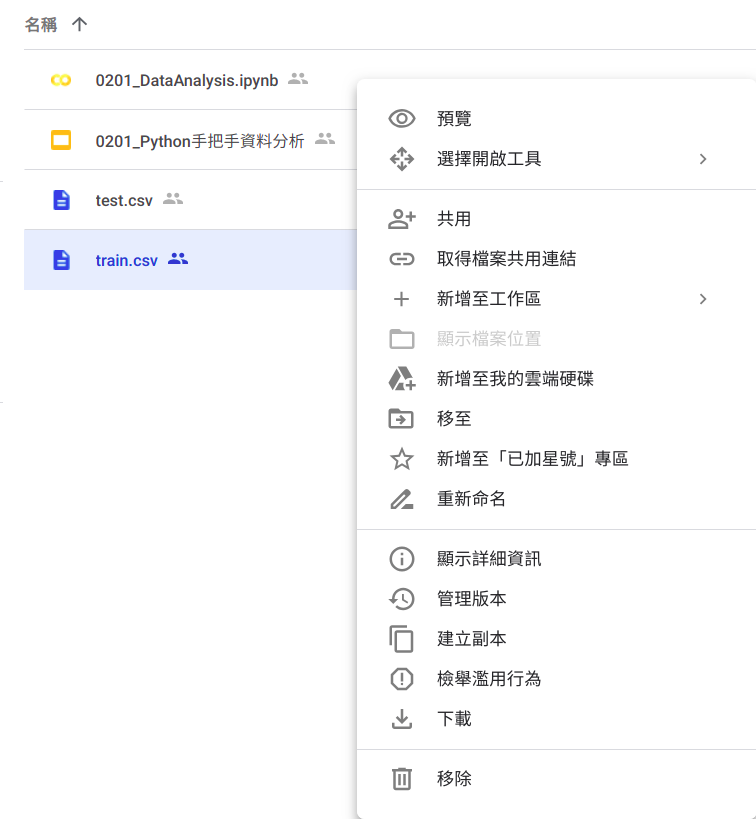 名稱
0201_DataAnalysis.ipynb
0201_Python手把手資料分析
test.csv
train.csv
預覽
選擇開啟工具
共用
取得檔案共用連結
新增至工作區
顯示檔案位置
新增至我的雲端硬碟
移至
新增至「已加星號」專區
重新命名
顯示詳細資訊
管理版本
建立副本
檢舉濫用行為
下載
移除